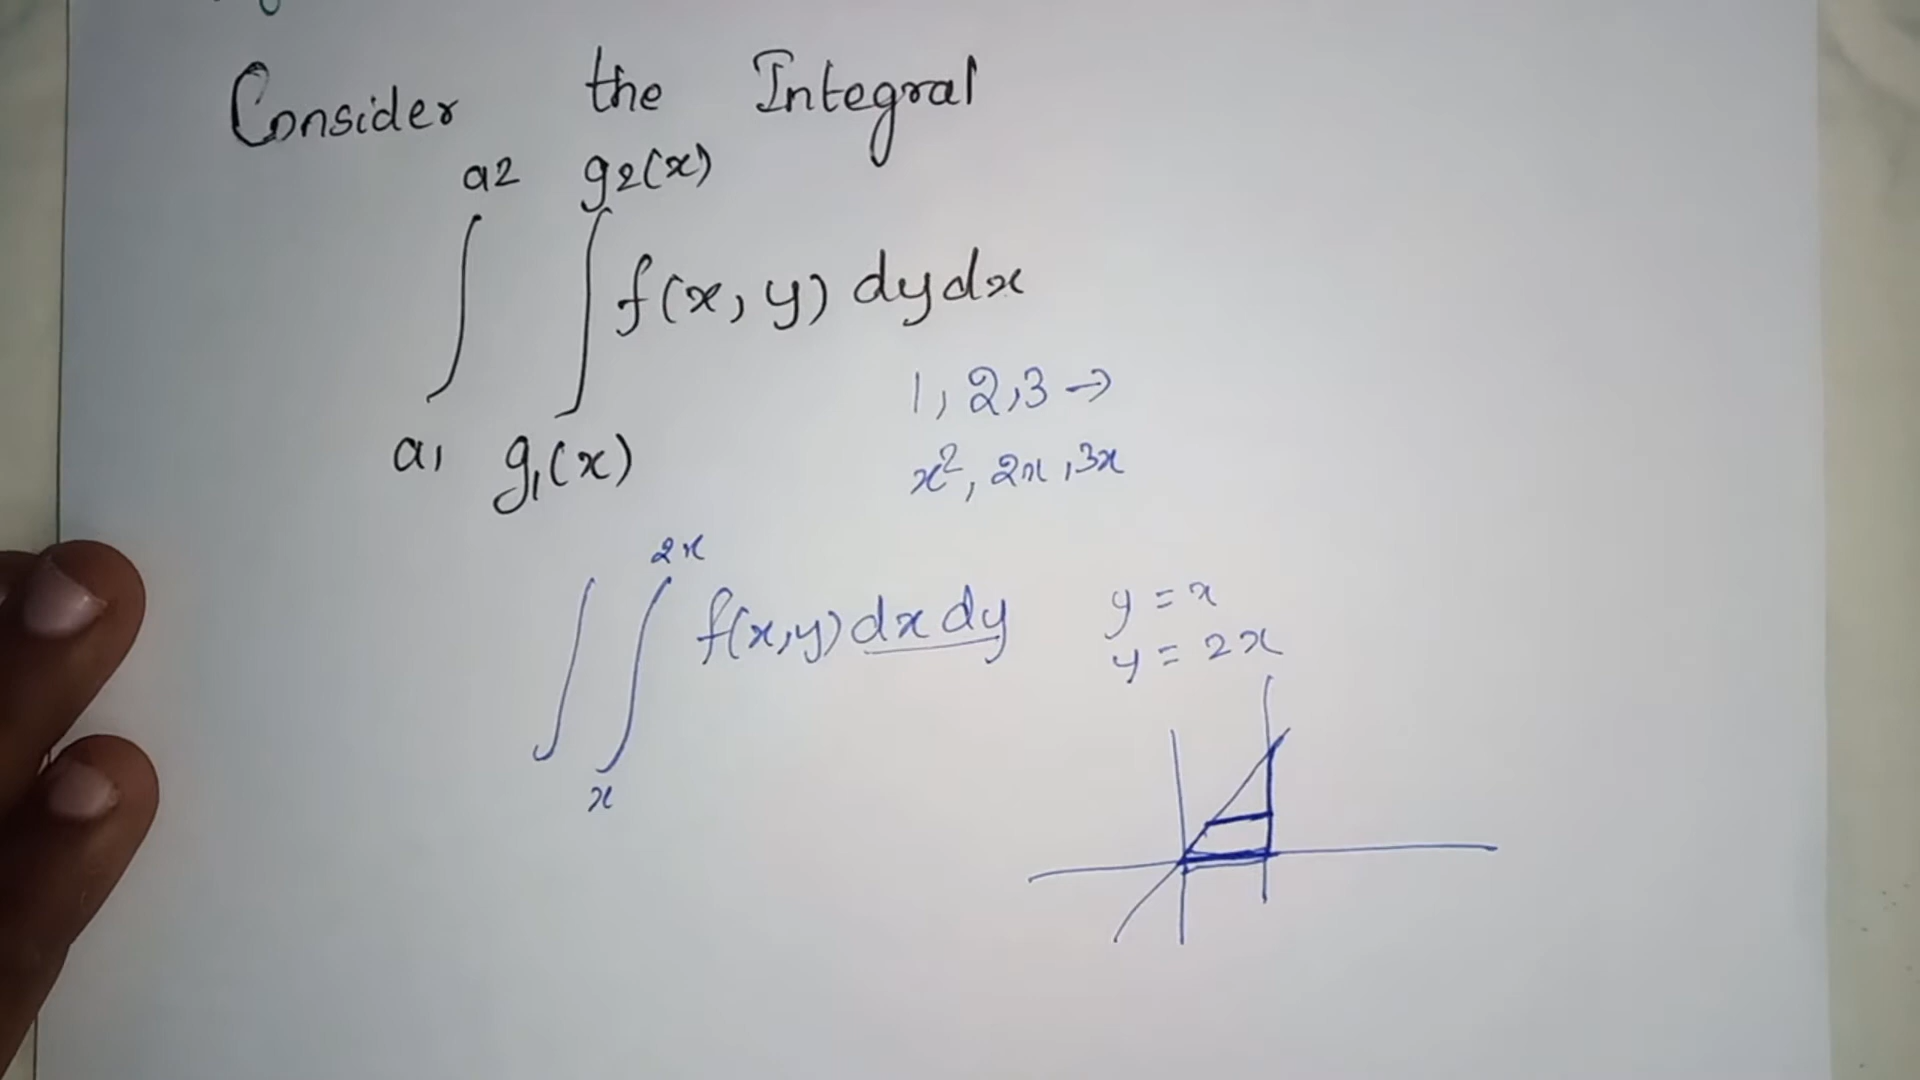 Consider the Integral
a2 g2(x)
∫ ∫ f(x, y) dy dx
a1 g1(x)
1, 2, 3 →
x², 2x, 3x
2x
∫ ∫ f(x,y) dx dy
x
y = x
y = 2x